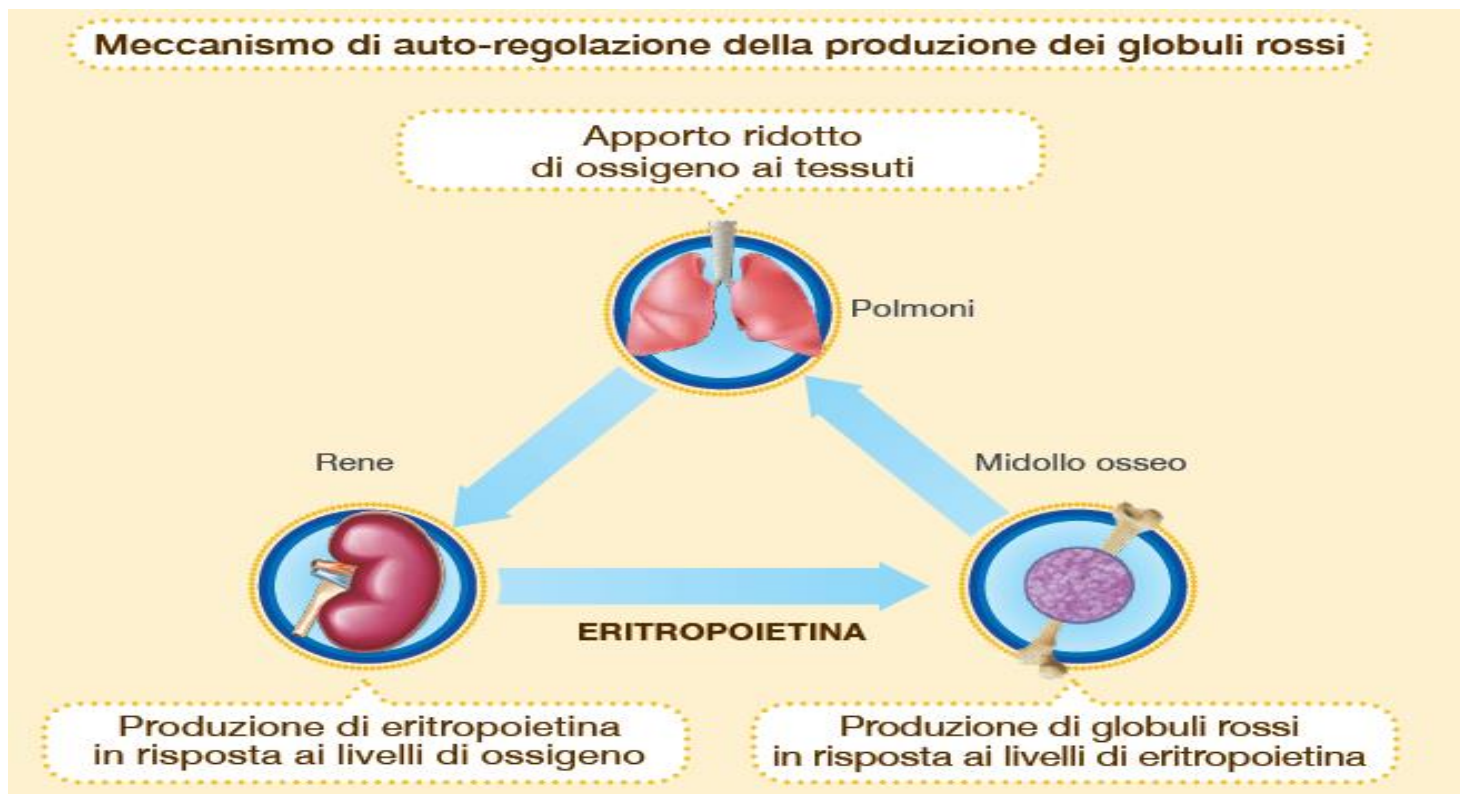 Meccanismo di auto-regolazione della produzione dei globuli rossi
Apporto ridotto
di ossigeno ai tessuti
Polmoni
Rene
Midollo osseo
ERITROPOIETINA
Produzione di eritropoietina
in risposta ai livelli di ossigeno
Produzione di globuli rossi
in risposta ai livelli di eritropoietina